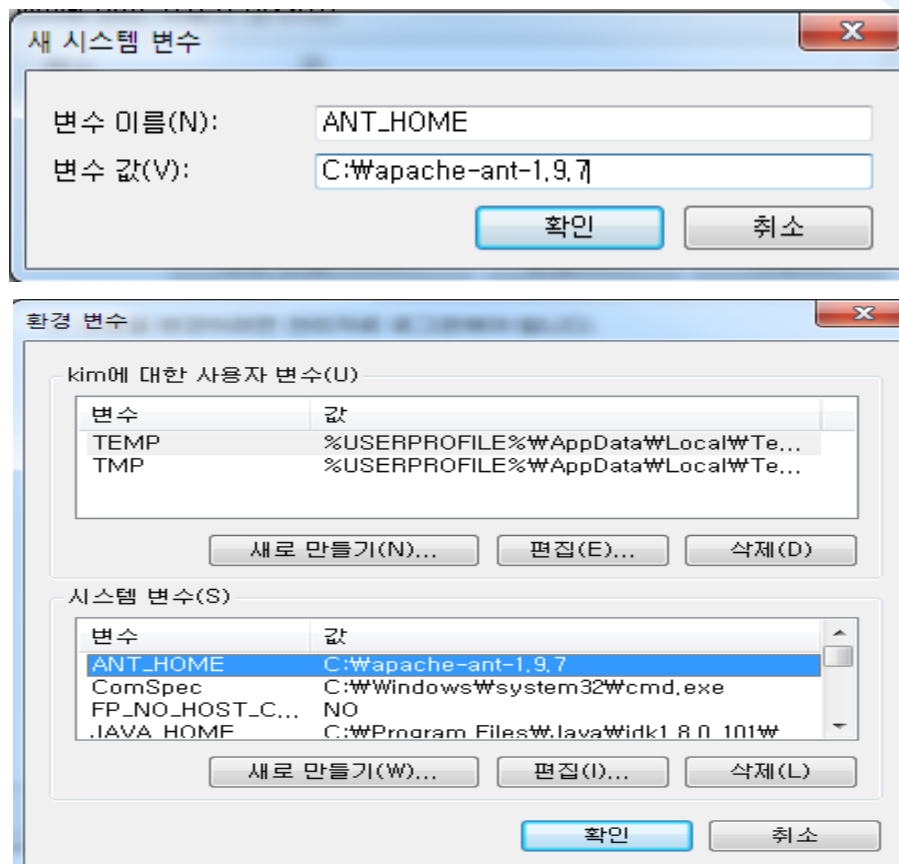 새 시스템 변수
변수 이름(N):
ANT_HOME
변수 값(V):
C:₩apache-ant-1.9.7
확인
취소
환경 변수
kim에 대한 사용자 변수(U)
변수 값
TEMP %USERPROFILE%₩AppData₩Local₩Te...
TMP %USERPROFILE%₩AppData₩Local₩Te...
새로 만들기(N)... 편집(E)... 삭제(D)
시스템 변수(S)
변수 값
ANT_HOME C:₩apache-ant-1.9.7
ComSpec C:₩Windows₩system32₩cmd.exe
FP_NO_HOST_C... NO
JAVA_HOME C:₩Program Files₩Java₩jdk1.8.0_101₩
새로 만들기(W)... 편집(I)... 삭제(L)
확인 취소